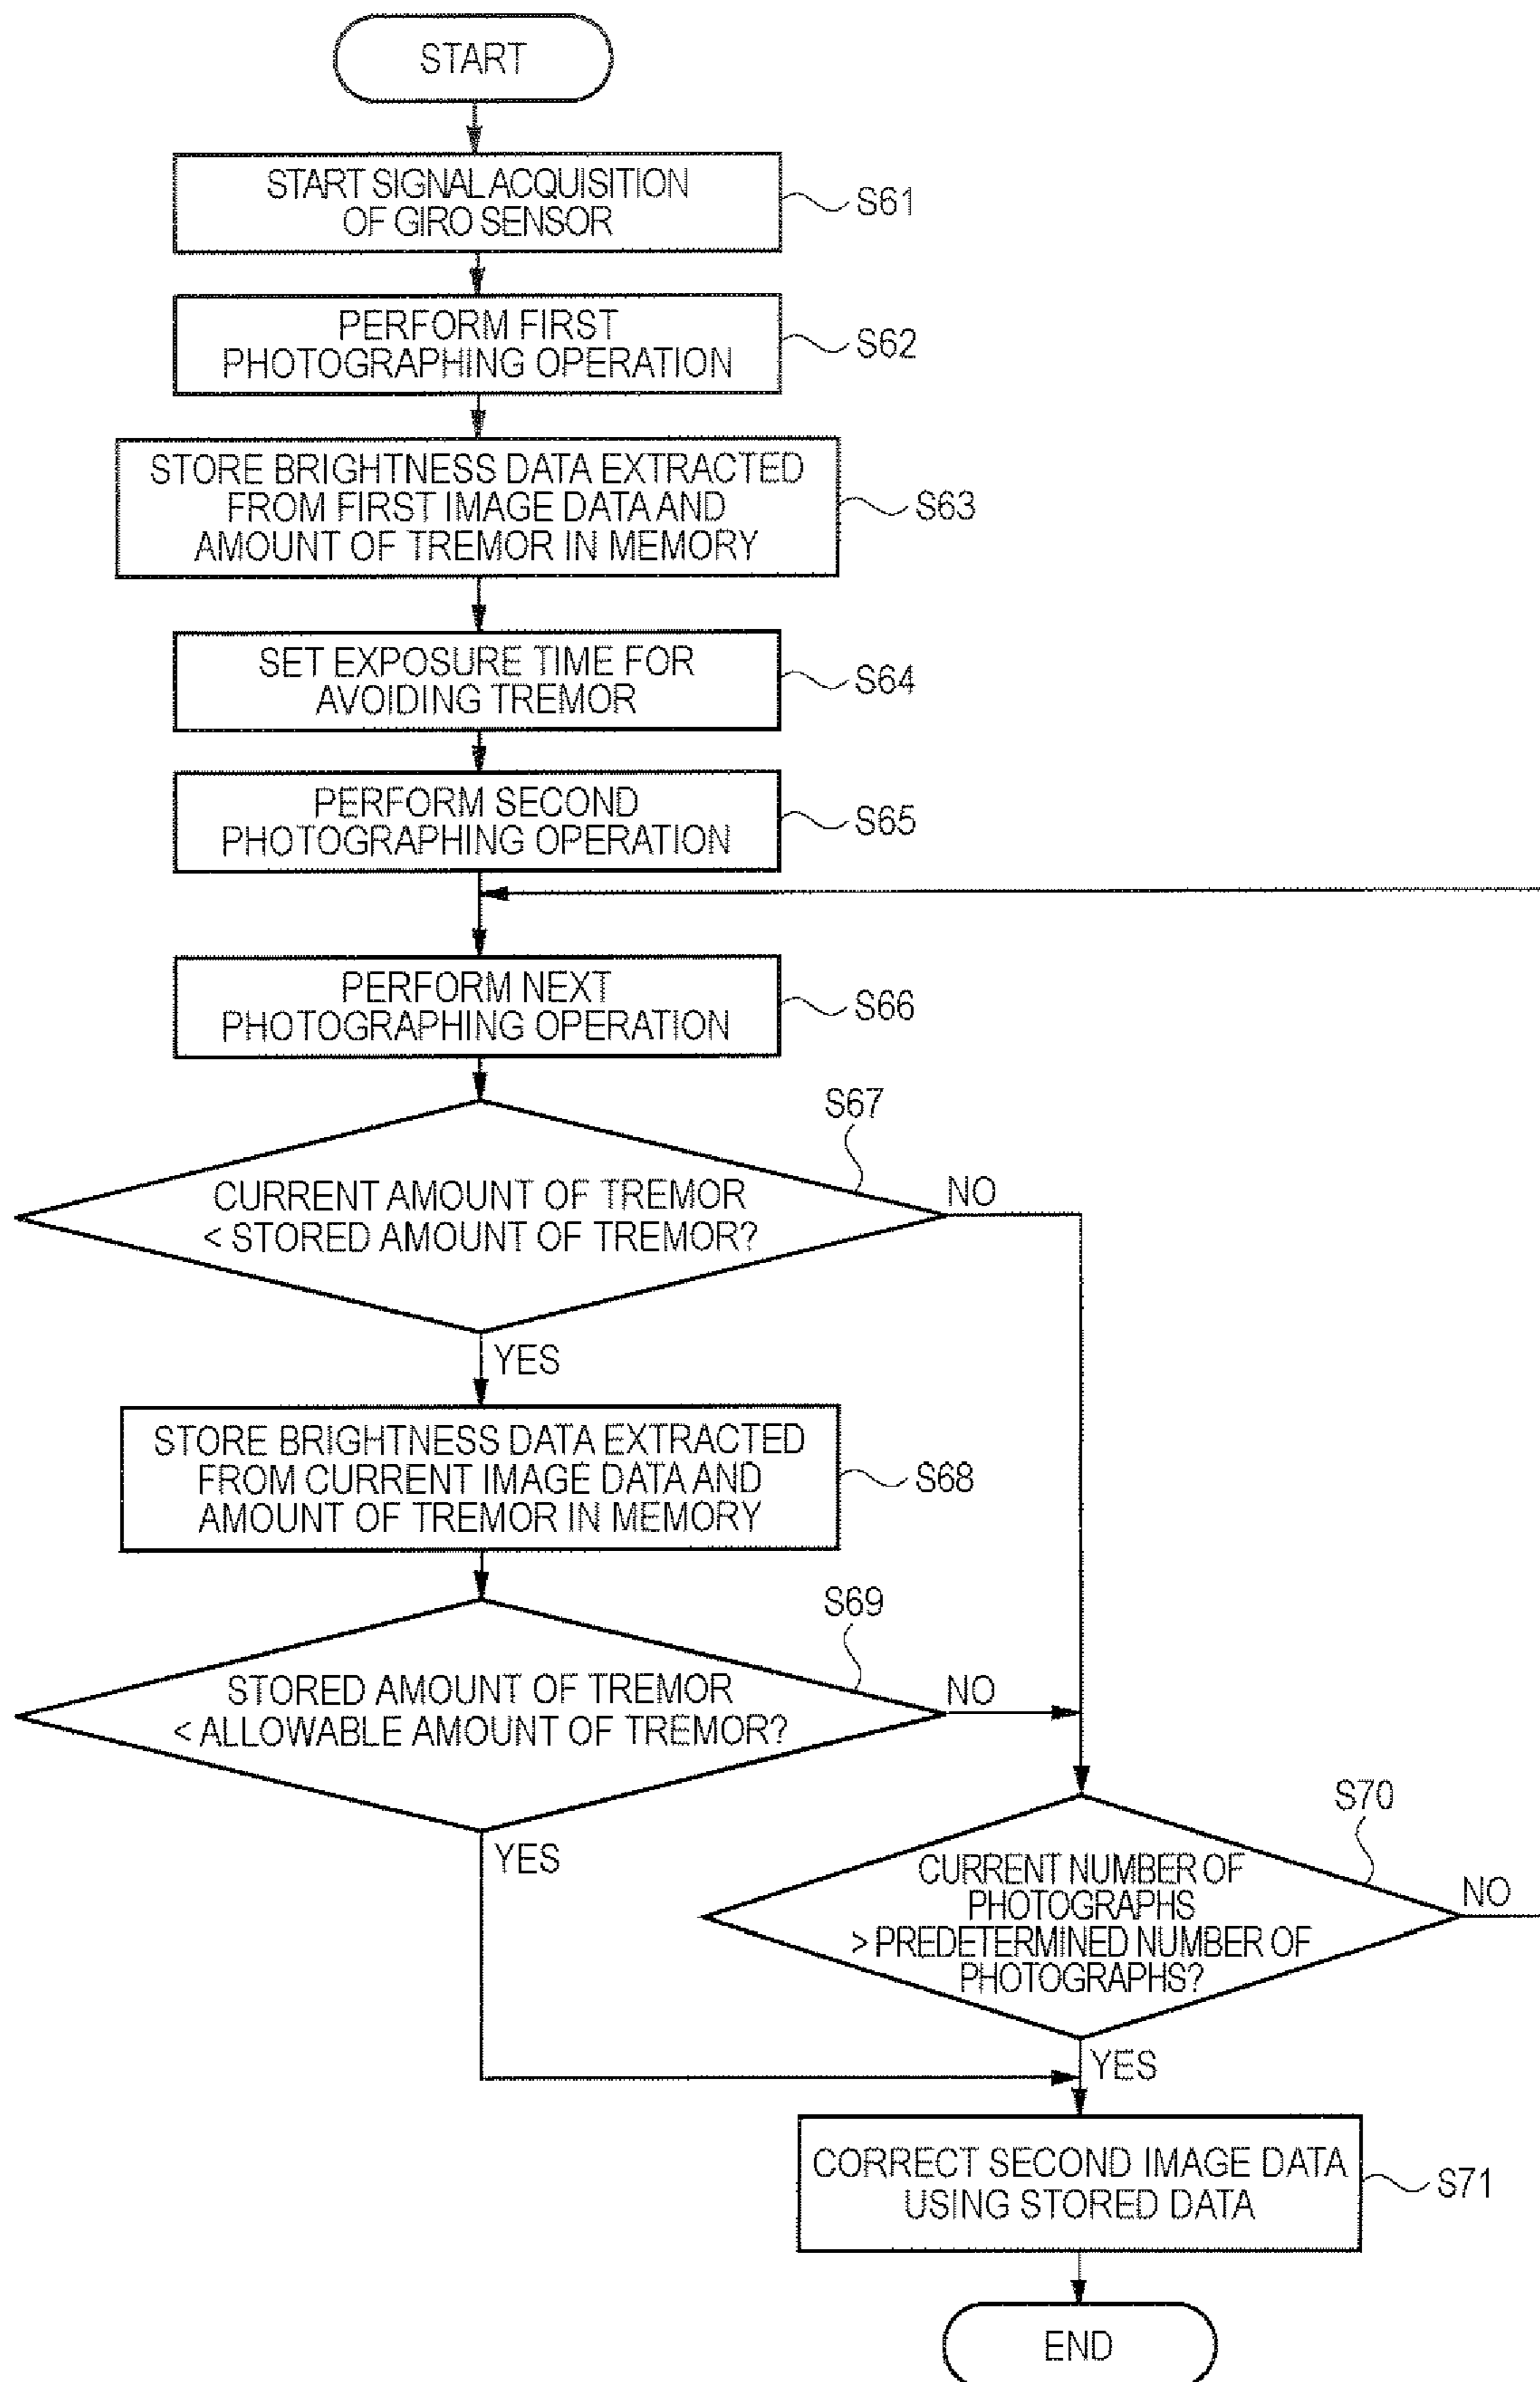 START
START SIGNAL ACQUISITION
OF GIRO SENSOR
S61
PERFORM FIRST
PHOTOGRAPHING OPERATION
S62
STORE BRIGHTNESS DATA EXTRACTED
FROM FIRST IMAGE DATA AND
AMOUNT OF TREMOR IN MEMORY
S63
SET EXPOSURE TIME FOR
AVOIDING TREMOR
S64
PERFORM SECOND
PHOTOGRAPHING OPERATION
S65
PERFORM NEXT
PHOTOGRAPHING OPERATION
S66
S67
CURRENT AMOUNT OF TREMOR
< STORED AMOUNT OF TREMOR?
NO
YES
STORE BRIGHTNESS DATA EXTRACTED
FROM CURRENT IMAGE DATA AND
AMOUNT OF TREMOR IN MEMORY
S68
S69
STORED AMOUNT OF TREMOR
< ALLOWABLE AMOUNT OF TREMOR?
NO
YES
S70
CURRENT NUMBER OF
PHOTOGRAPHS
> PREDETERMINED NUMBER OF
PHOTOGRAPHS?
NO
YES
CORRECT SECOND IMAGE DATA
USING STORED DATA
S71
END